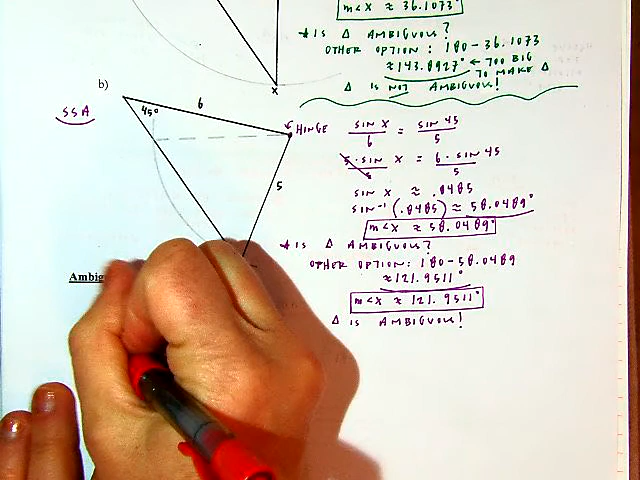 m<X ≈ 36.1073°
* IS Δ AMBIGUOUS?
OTHER OPTION: 180-36.1073
≈143.8927° ← TOO BIG
TO MAKE Δ
Δ IS NOT AMBIGUOUS!
b)
SSA
45°
6
5
X
HINGE
sin X / 6 = sin 45 / 5
5·sin X / 5 = 6·sin 45 / 5
sin X ≈ .8485
sin⁻¹(.8485) ≈ 58.0489°
m<X ≈ 58.0489°
* IS Δ AMBIGUOUS?
OTHER OPTION: 180-58.0489
≈121.9511°
m<X ≈ 121.9511°
Δ IS AMBIGUOUS!